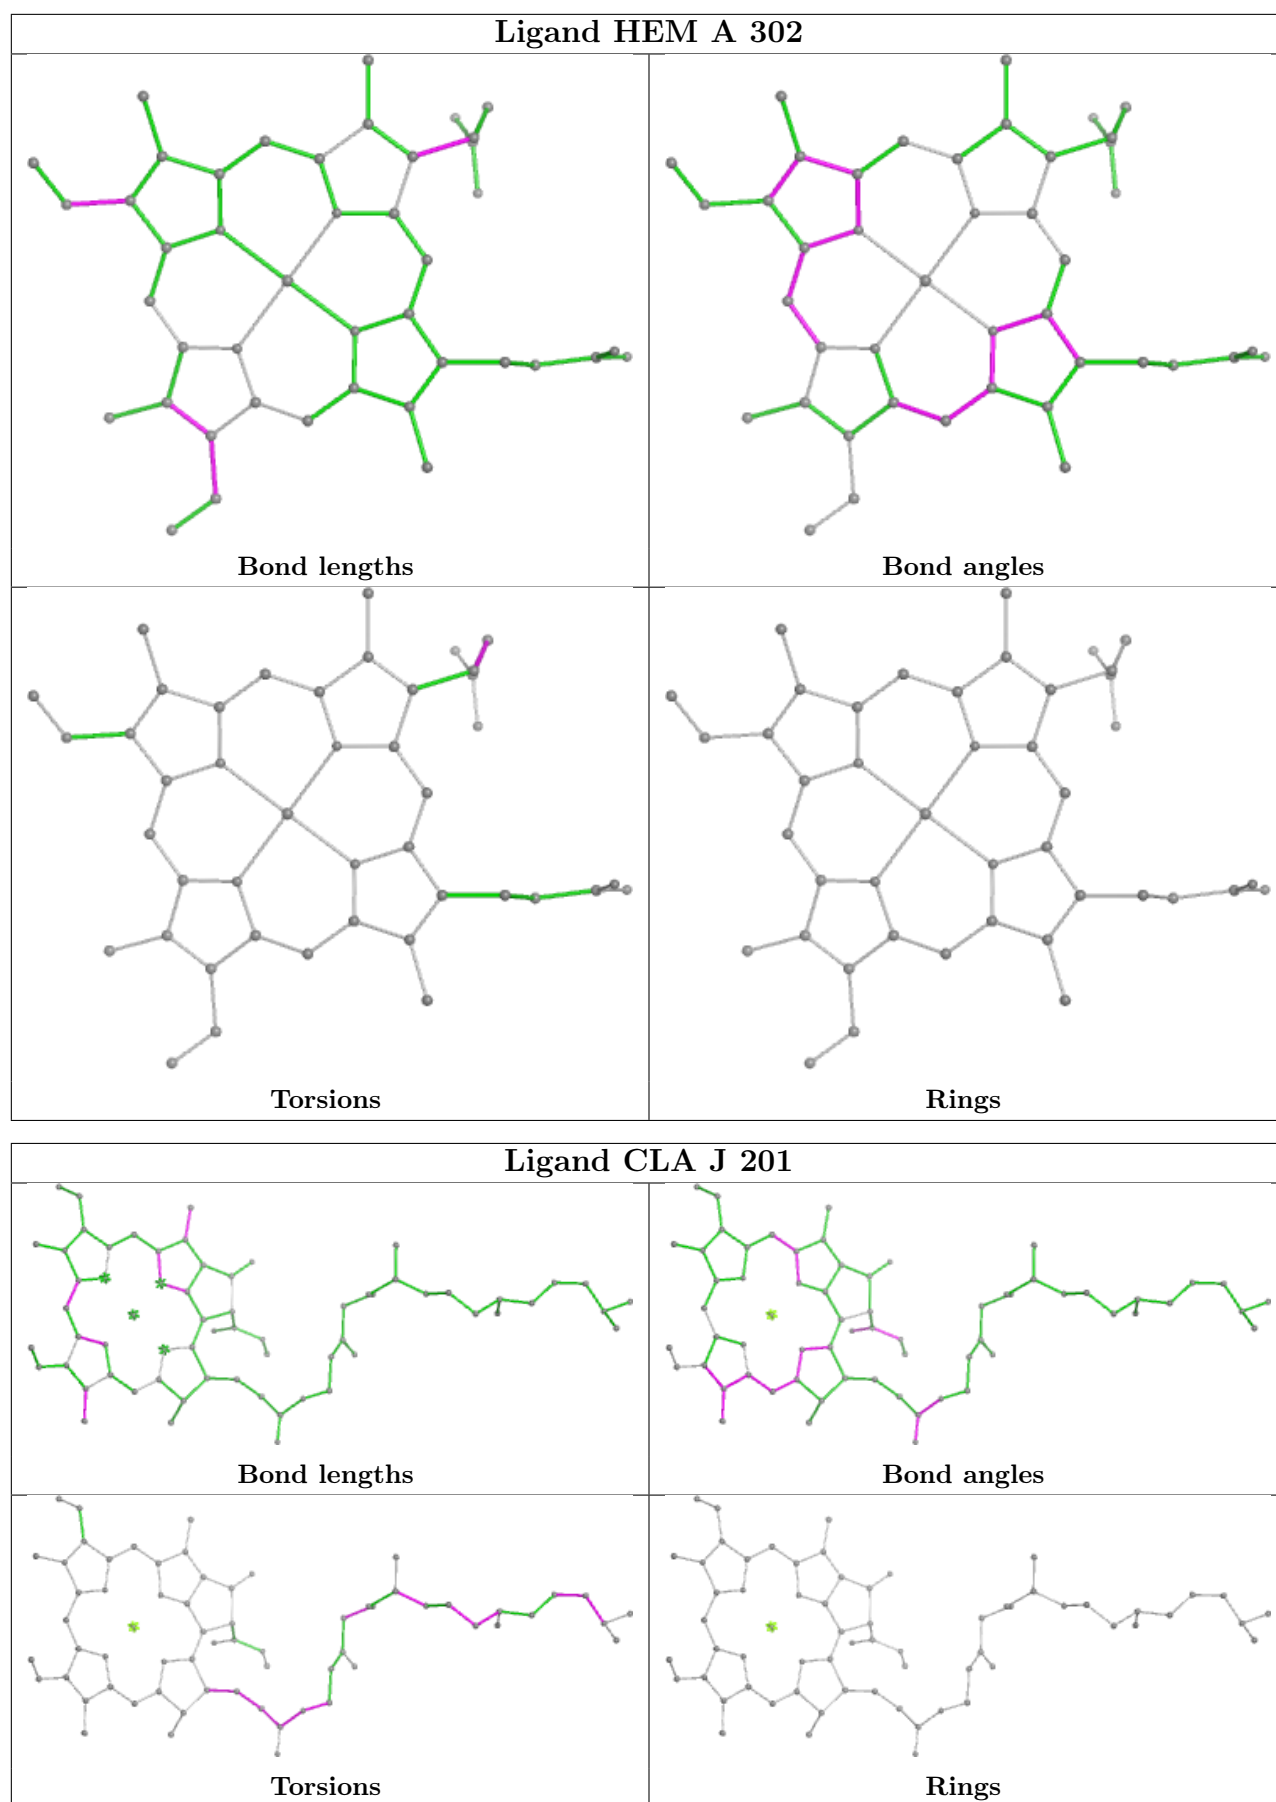 Ligand HEM A 302
Bond lengths
Bond angles
Torsions
Rings
Ligand CLA J 201
Bond lengths
Bond angles
Torsions
Rings